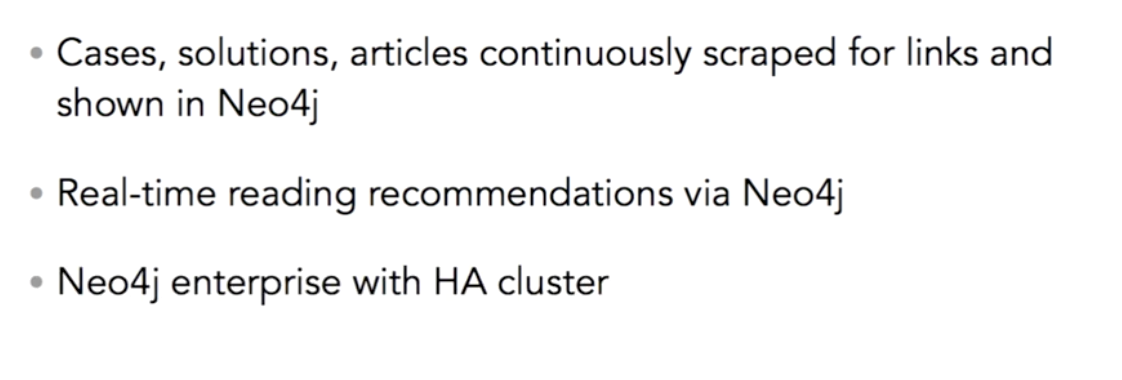 • Cases, solutions, articles continuously scraped for links and
shown in Neo4j
• Real-time reading recommendations via Neo4j
• Neo4j enterprise with HA cluster